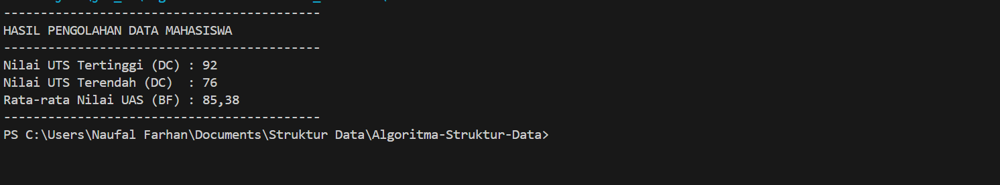 -------------------------------------------
HASIL PENGOLAHAN DATA MAHASISWA
-------------------------------------------
Nilai UTS Tertinggi (DC) : 92
Nilai UTS Terendah (DC)  : 76
Rata-rata Nilai UAS (BF) : 85,38
-------------------------------------------
PS C:\Users\Naufal Farhan\Documents\Struktur Data\Algoritma-Struktur-Data>